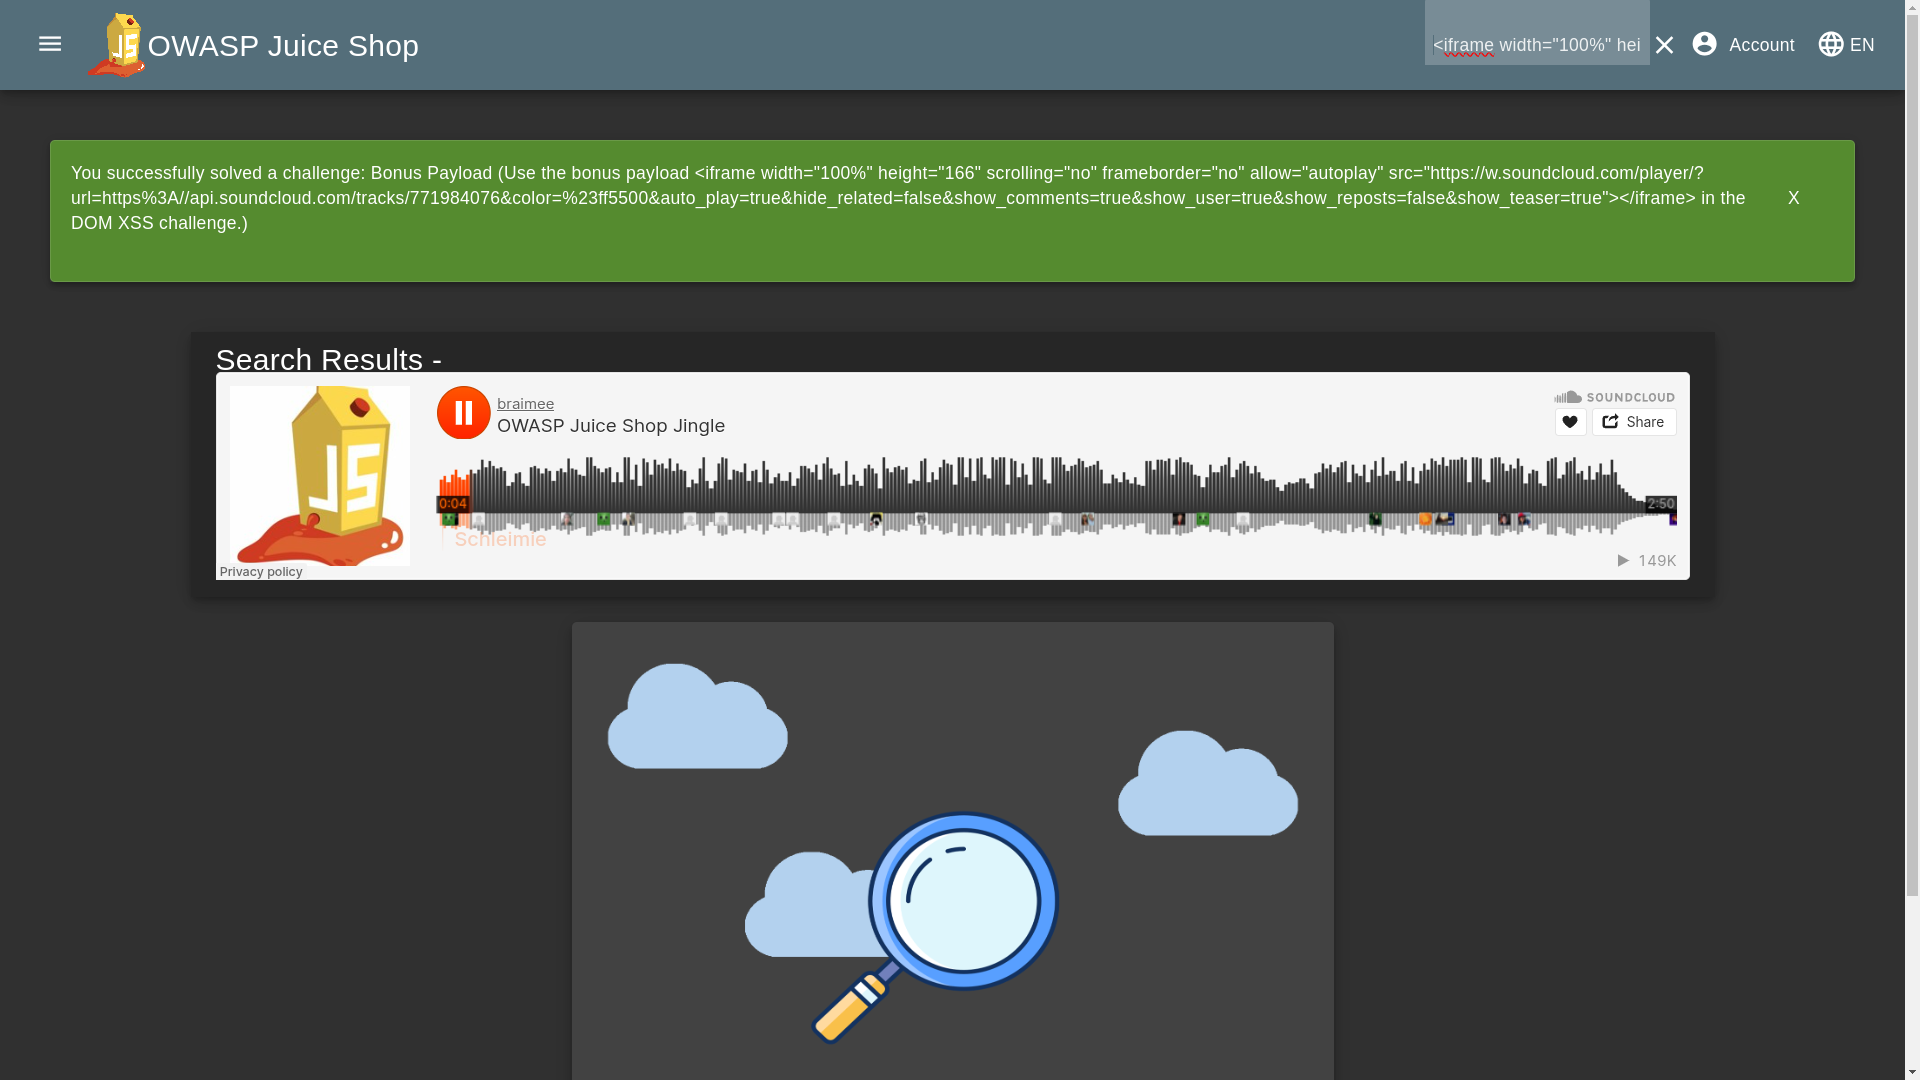 OWASP Juice Shop
<iframe width="100%" hei
Account
EN
You successfully solved a challenge: Bonus Payload (Use the bonus payload <iframe width="100%" height="166" scrolling="no" frameborder="no" allow="autoplay" src="https://w.soundcloud.com/player/?
url=https%3A//api.soundcloud.com/tracks/771984076&color=%23ff5500&auto_play=true&hide_related=false&show_comments=true&show_user=true&show_reposts=false&show_teaser=true"></iframe> in the
DOM XSS challenge.)
X
Search Results -
JS
braimee
OWASP Juice Shop Jingle
SOUNDCLOUD
Share
0:04
2:50
Schleimie
Privacy policy
149K